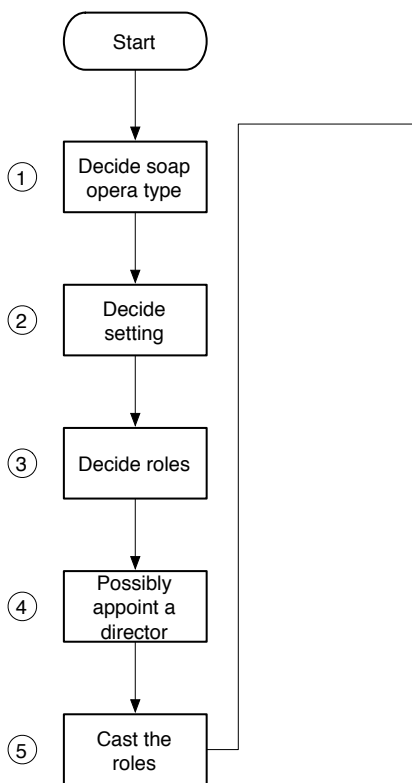 Start
①
Decide soap
opera type
②
Decide
setting
③
Decide roles
④
Possibly
appoint a
director
⑤
Cast the
roles